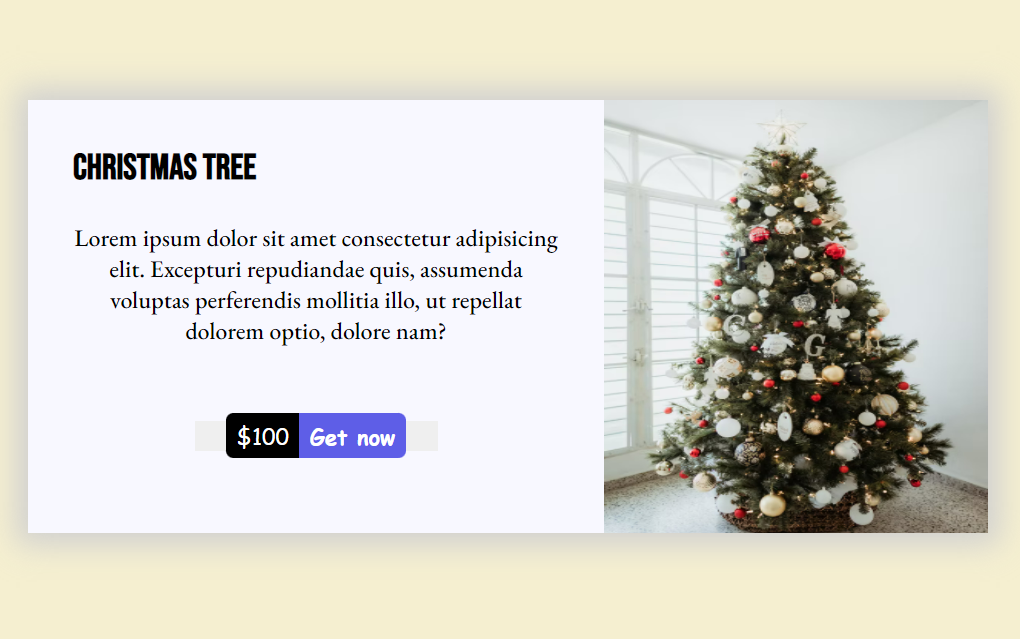 CHRISTMAS TREE
Lorem ipsum dolor sit amet consectetur adipisicing
elit. Excepturi repudiandae quis, assumenda
voluptas perferendis mollitia illo, ut repellat
dolorem optio, dolore nam?
$100 Get now
G